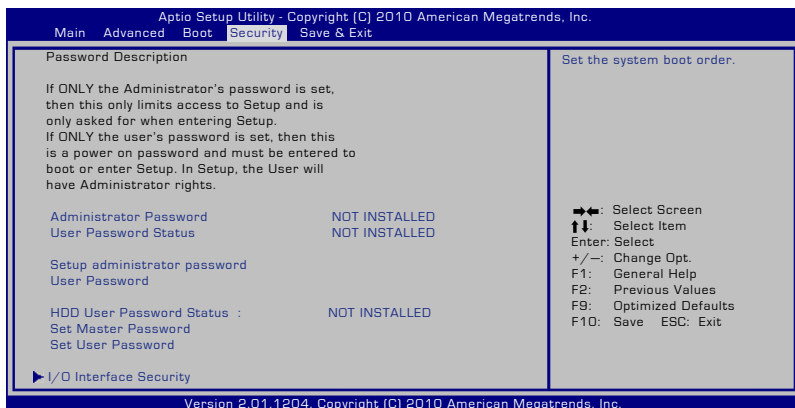 Aptio Setup Utility - Copyright (C) 2010 American Megatrends, Inc.
Main Advanced Boot Security Save & Exit
Password Description
If ONLY the Administrator's password is set,
then this only limits access to Setup and is
only asked for when entering Setup.
If ONLY the user's password is set, then this
is a power on password and must be entered to
boot or enter Setup. In Setup, the User will
have Administrator rights.
Administrator Password NOT INSTALLED
User Password Status NOT INSTALLED
Setup administrator password
User Password
HDD User Password Status : NOT INSTALLED
Set Master Password
Set User Password
I/O Interface Security
Set the system boot order.
→←: Select Screen
↑↓: Select Item
Enter: Select
+/—: Change Opt.
F1: General Help
F2: Previous Values
F9: Optimized Defaults
F10: Save ESC: Exit
Version 2.01.1204. Copyright (C) 2010 American Megatrends, Inc.